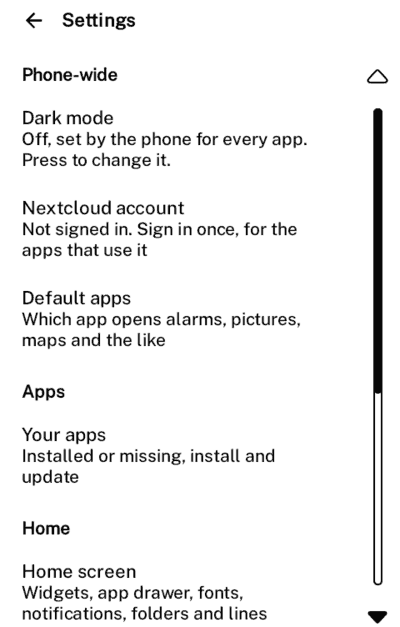 Settings
Phone-wide
Dark mode
Off, set by the phone for every app.
Press to change it.
Nextcloud account
Not signed in. Sign in once, for the
apps that use it
Default apps
Which app opens alarms, pictures,
maps and the like
Apps
Your apps
Installed or missing, install and
update
Home
Home screen
Widgets, app drawer, fonts,
notifications, folders and lines